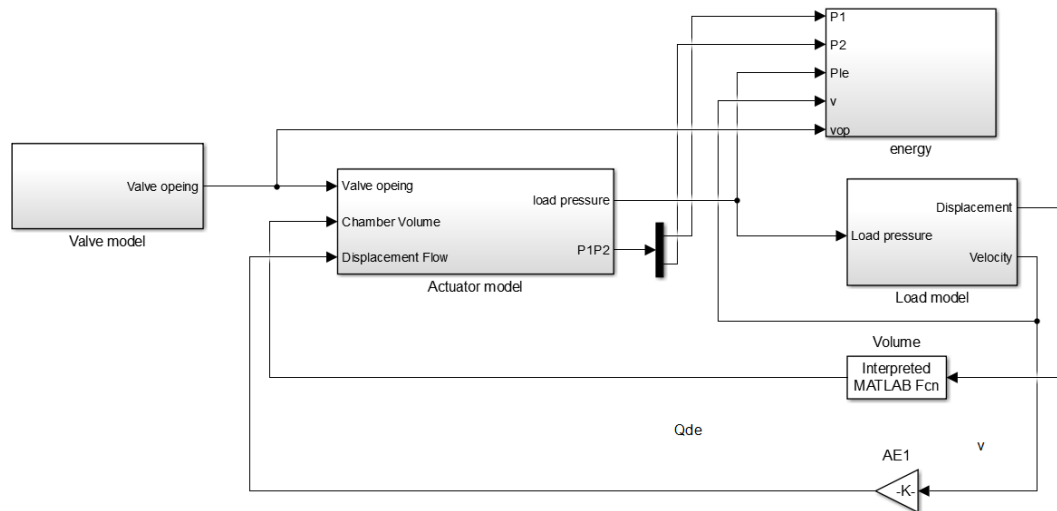 P1
P2
Ple
v
vop
energy
Valve opeing
Valve model
Valve opeing
Chamber Volume
Displacement Flow
load pressure
P1P2
Actuator model
Load pressure
Displacement
Velocity
Load model
Volume
Interpreted
MATLAB Fcn
Qde
v
AE1
-K-